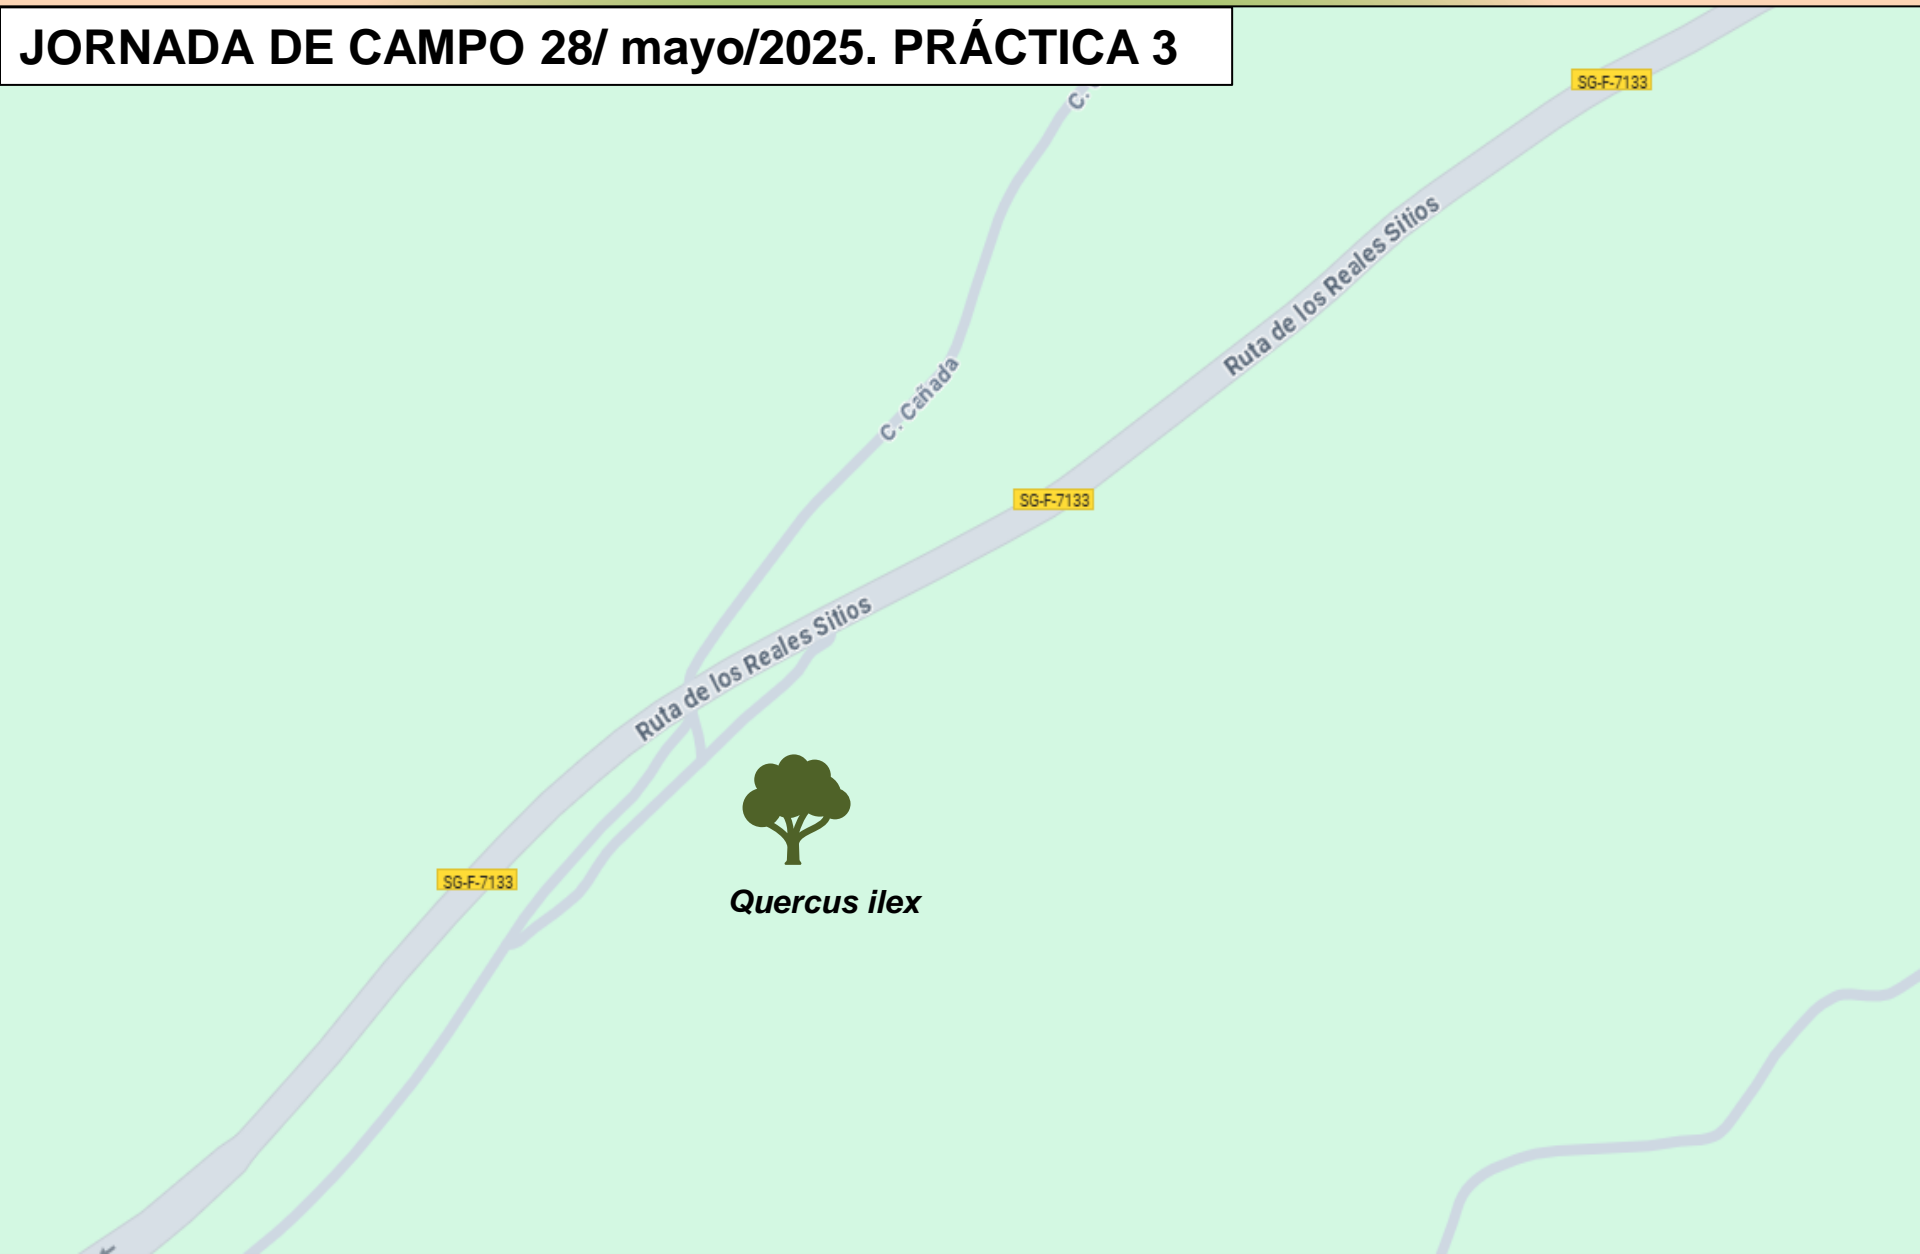 JORNADA DE CAMPO 28/ mayo/2025. PRÁCTICA 3
SG-F-7133
C.
Ruta de los Reales Sitios
C. Cañada
SG-F-7133
Ruta de los Reales Sitios
SG-F-7133
Quercus ilex